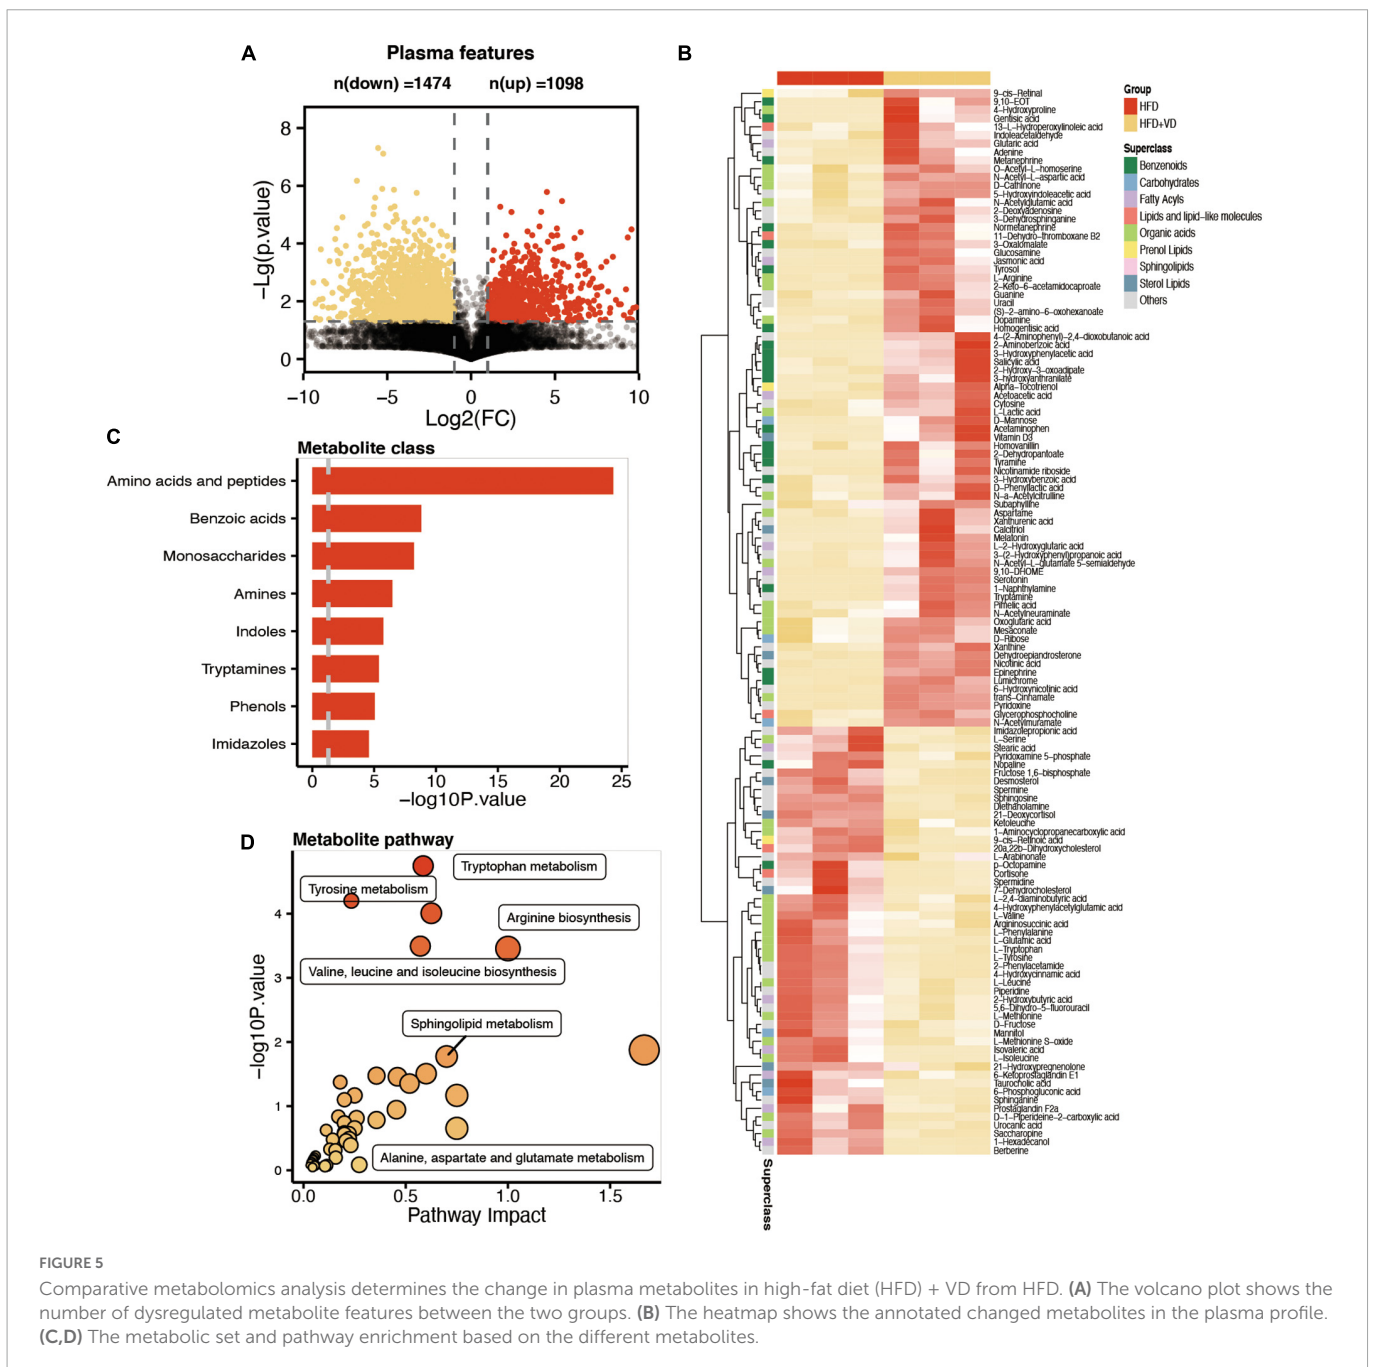 A
Plasma features
n(down) =1474 n(up) =1098
8
6
4
2
0
−Lg(p.value)
−10 −5 0 5 10
Log2(FC)
B
9−cis−Retinal
9,10−EOT
4−Hydroxyproline
Gentisic acid
13−L−Hydroperoxylinoleic acid
Indoleacetaldehyde
Glutaric acid
Adenine
Metanephrine
O−Acetyl−L−homoserine
N−Acetyl−L−aspartic acid
D−Cathinone
5−Hydroxyindoleacetic acid
N−Acetylglutamic acid
2−Deoxyadenosine
3−Dehydrosphinganine
Normetanephrine
11−Dehydro−thromboxane B2
3−Oxalomalate
Glucosamine
Jasmonic acid
Tyrosol
L−Arginine
2−Keto−6−acetamidocaproate
Guanine
Uracil
(S)−2−amino−6−oxohexanoate
Dopamine
Homogentisic acid
4−(2−Aminophenyl)−2,4−dioxobutanoic acid
2−Aminobenzoic acid
3−Hydroxyphenylacetic acid
Salicylic acid
2−Hydroxy−3−oxoadipate
3−hydroxyanthranilate
Alpha−Tocotrienol
Acetoacetic acid
Cytosine
L−Lactic acid
D−Mannose
Acetaminophen
Vitamin D3
Homovanillin
2−Dehydropantoate
Tyramine
Nicotinamide riboside
3−Hydroxybenzoic acid
D−Phenyllactic acid
N−a−Acetylcitrulline
Subaphylline
Aspartame
Xanthurenic acid
Calcitriol
Melatonin
L−2−Hydroxyglutaric acid
3−(2−Hydroxyphenyl)propanoic acid
N−Acetyl−L−glutamate 5−semialdehyde
9,10−DHOME
Serotonin
1−Naphthylamine
Tryptamine
Pimelic acid
N−Acetylneuraminate
Oxoglutaric acid
Mesaconate
D−Ribose
Xanthine
Dehydroepiandrosterone
Nicotinic acid
Epinephrine
Lumichrome
6−Hydroxynicotinic acid
trans−Cinnamate
Pyridoxine
Glycerophosphocholine
N−Acetylmuramate
Imidazolepropionic acid
L−Serine
Stearic acid
Pyridoxamine 5−phosphate
Nopaline
Fructose 1,6−bisphosphate
Desmosterol
Spermine
Sphingosine
Diethanolamine
21−Deoxycortisol
Ketoleucine
1−Aminocyclopropanecarboxylic acid
9−cis−Retinoic acid
20a,22b−Dihydroxycholesterol
L−Arabinonate
p−Octopamine
Cortisone
Spermidine
7−Dehydrocholesterol
L−2,4−diaminobutyric acid
4−Hydroxyphenylacetylglutamic acid
L−Valine
Argininosuccinic acid
L−Phenylalanine
L−Glutamic acid
L−Tryptophan
L−Tyrosine
2−Phenylacetamide
4−Hydroxycinnamic acid
L−Leucine
Piperidine
2−Hydroxybutyric acid
5,6−Dihydro−5−fluorouracil
L−Methionine
D−Fructose
Mannitol
L−Methionine S−oxide
Isovaleric acid
L−Isoleucine
21−Hydroxypregnenolone
6−Ketoprostaglandin E1
Taurocholic acid
6−Phosphogluconic acid
Sphinganine
Prostaglandin F2a
D−1−Piperideine−2−carboxylic acid
Urocanic acid
Saccharopine
1−Hexadecanol
Berberine
Superclass
Group
HFD
HFD+VD
Superclass
Benzenoids
Carbohydrates
Fatty Acyls
Lipids and lipid−like molecules
Organic acids
Prenol Lipids
Sphingolipids
Sterol Lipids
Others
C
Metabolite class
Amino acids and peptides
Benzoic acids
Monosaccharides
Amines
Indoles
Tryptamines
Phenols
Imidazoles
0 5 10 15 20 25
−log10P.value
D
Metabolite pathway
Tryptophan metabolism
Tyrosine metabolism
Arginine biosynthesis
Valine, leucine and isoleucine biosynthesis
Sphingolipid metabolism
Alanine, aspartate and glutamate metabolism
4
3
2
1
0
−log10P.value
0.0 0.5 1.0 1.5
Pathway Impact
FIGURE 5
Comparative metabolomics analysis determines the change in plasma metabolites in high-fat diet (HFD) + VD from HFD. (A) The volcano plot shows the
number of dysregulated metabolite features between the two groups. (B) The heatmap shows the annotated changed metabolites in the plasma profile.
(C,D) The metabolic set and pathway enrichment based on the different metabolites.